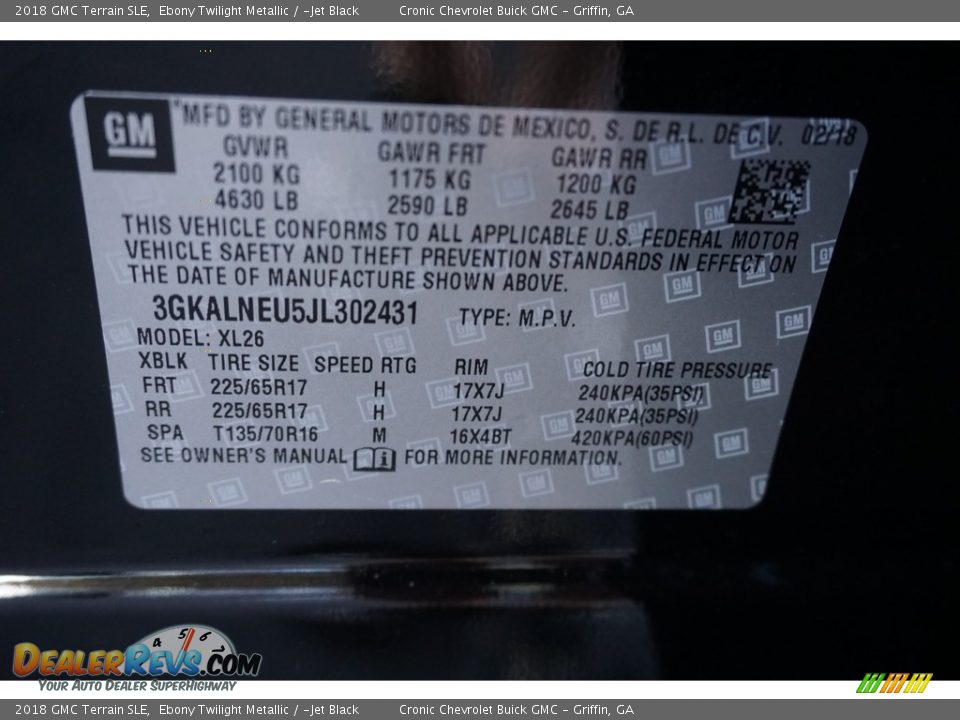 2018 GMC Terrain SLE, Ebony Twilight Metallic / -Jet Black Cronic Chevrolet Buick GMC - Griffin, GA
GM *MFD BY GENERAL MOTORS DE MEXICO, S. DE R.L. DE C.V. 02/18
GVWR GAWR FRT GAWR RR
2100 KG 1175 KG 1200 KG
4630 LB 2590 LB 2645 LB
THIS VEHICLE CONFORMS TO ALL APPLICABLE U.S. FEDERAL MOTOR
VEHICLE SAFETY AND THEFT PREVENTION STANDARDS IN EFFECT ON
THE DATE OF MANUFACTURE SHOWN ABOVE.
3GKALNEU5JL302431 TYPE: M.P.V.
MODEL: XL26
XBLK TIRE SIZE SPEED RTG RIM COLD TIRE PRESSURE
FRT 225/65R17 H 17X7J 240KPA(35PSI)
RR 225/65R17 H 17X7J 240KPA(35PSI)
SPA T135/70R16 M 16X4BT 420KPA(60PSI)
SEE OWNER'S MANUAL i FOR MORE INFORMATION.
4 5 6
DEALERREVS.COM
YOUR AUTO DEALER SUPERHIGHWAY
2018 GMC Terrain SLE, Ebony Twilight Metallic / -Jet Black Cronic Chevrolet Buick GMC - Griffin, GA